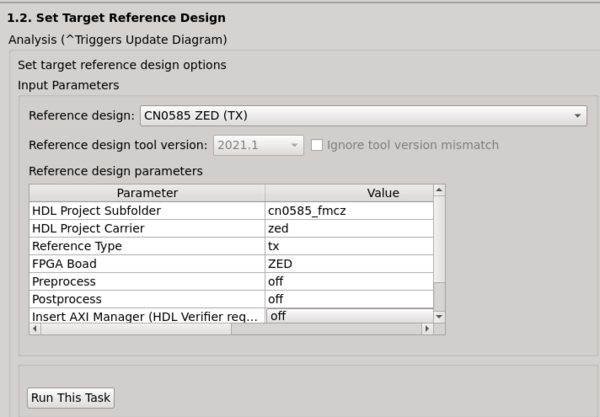 1.2. Set Target Reference Design
Analysis (^Triggers Update Diagram)
Set target reference design options
Input Parameters
Reference design: CN0585 ZED (TX)
Reference design tool version: 2021.1 Ignore tool version mismatch
Reference design parameters
Parameter Value
HDL Project Subfolder cn0585_fmcz
HDL Project Carrier zed
Reference Type tx
FPGA Boad ZED
Preprocess off
Postprocess off
Insert AXI Manager (HDL Verifier req... off
Run This Task